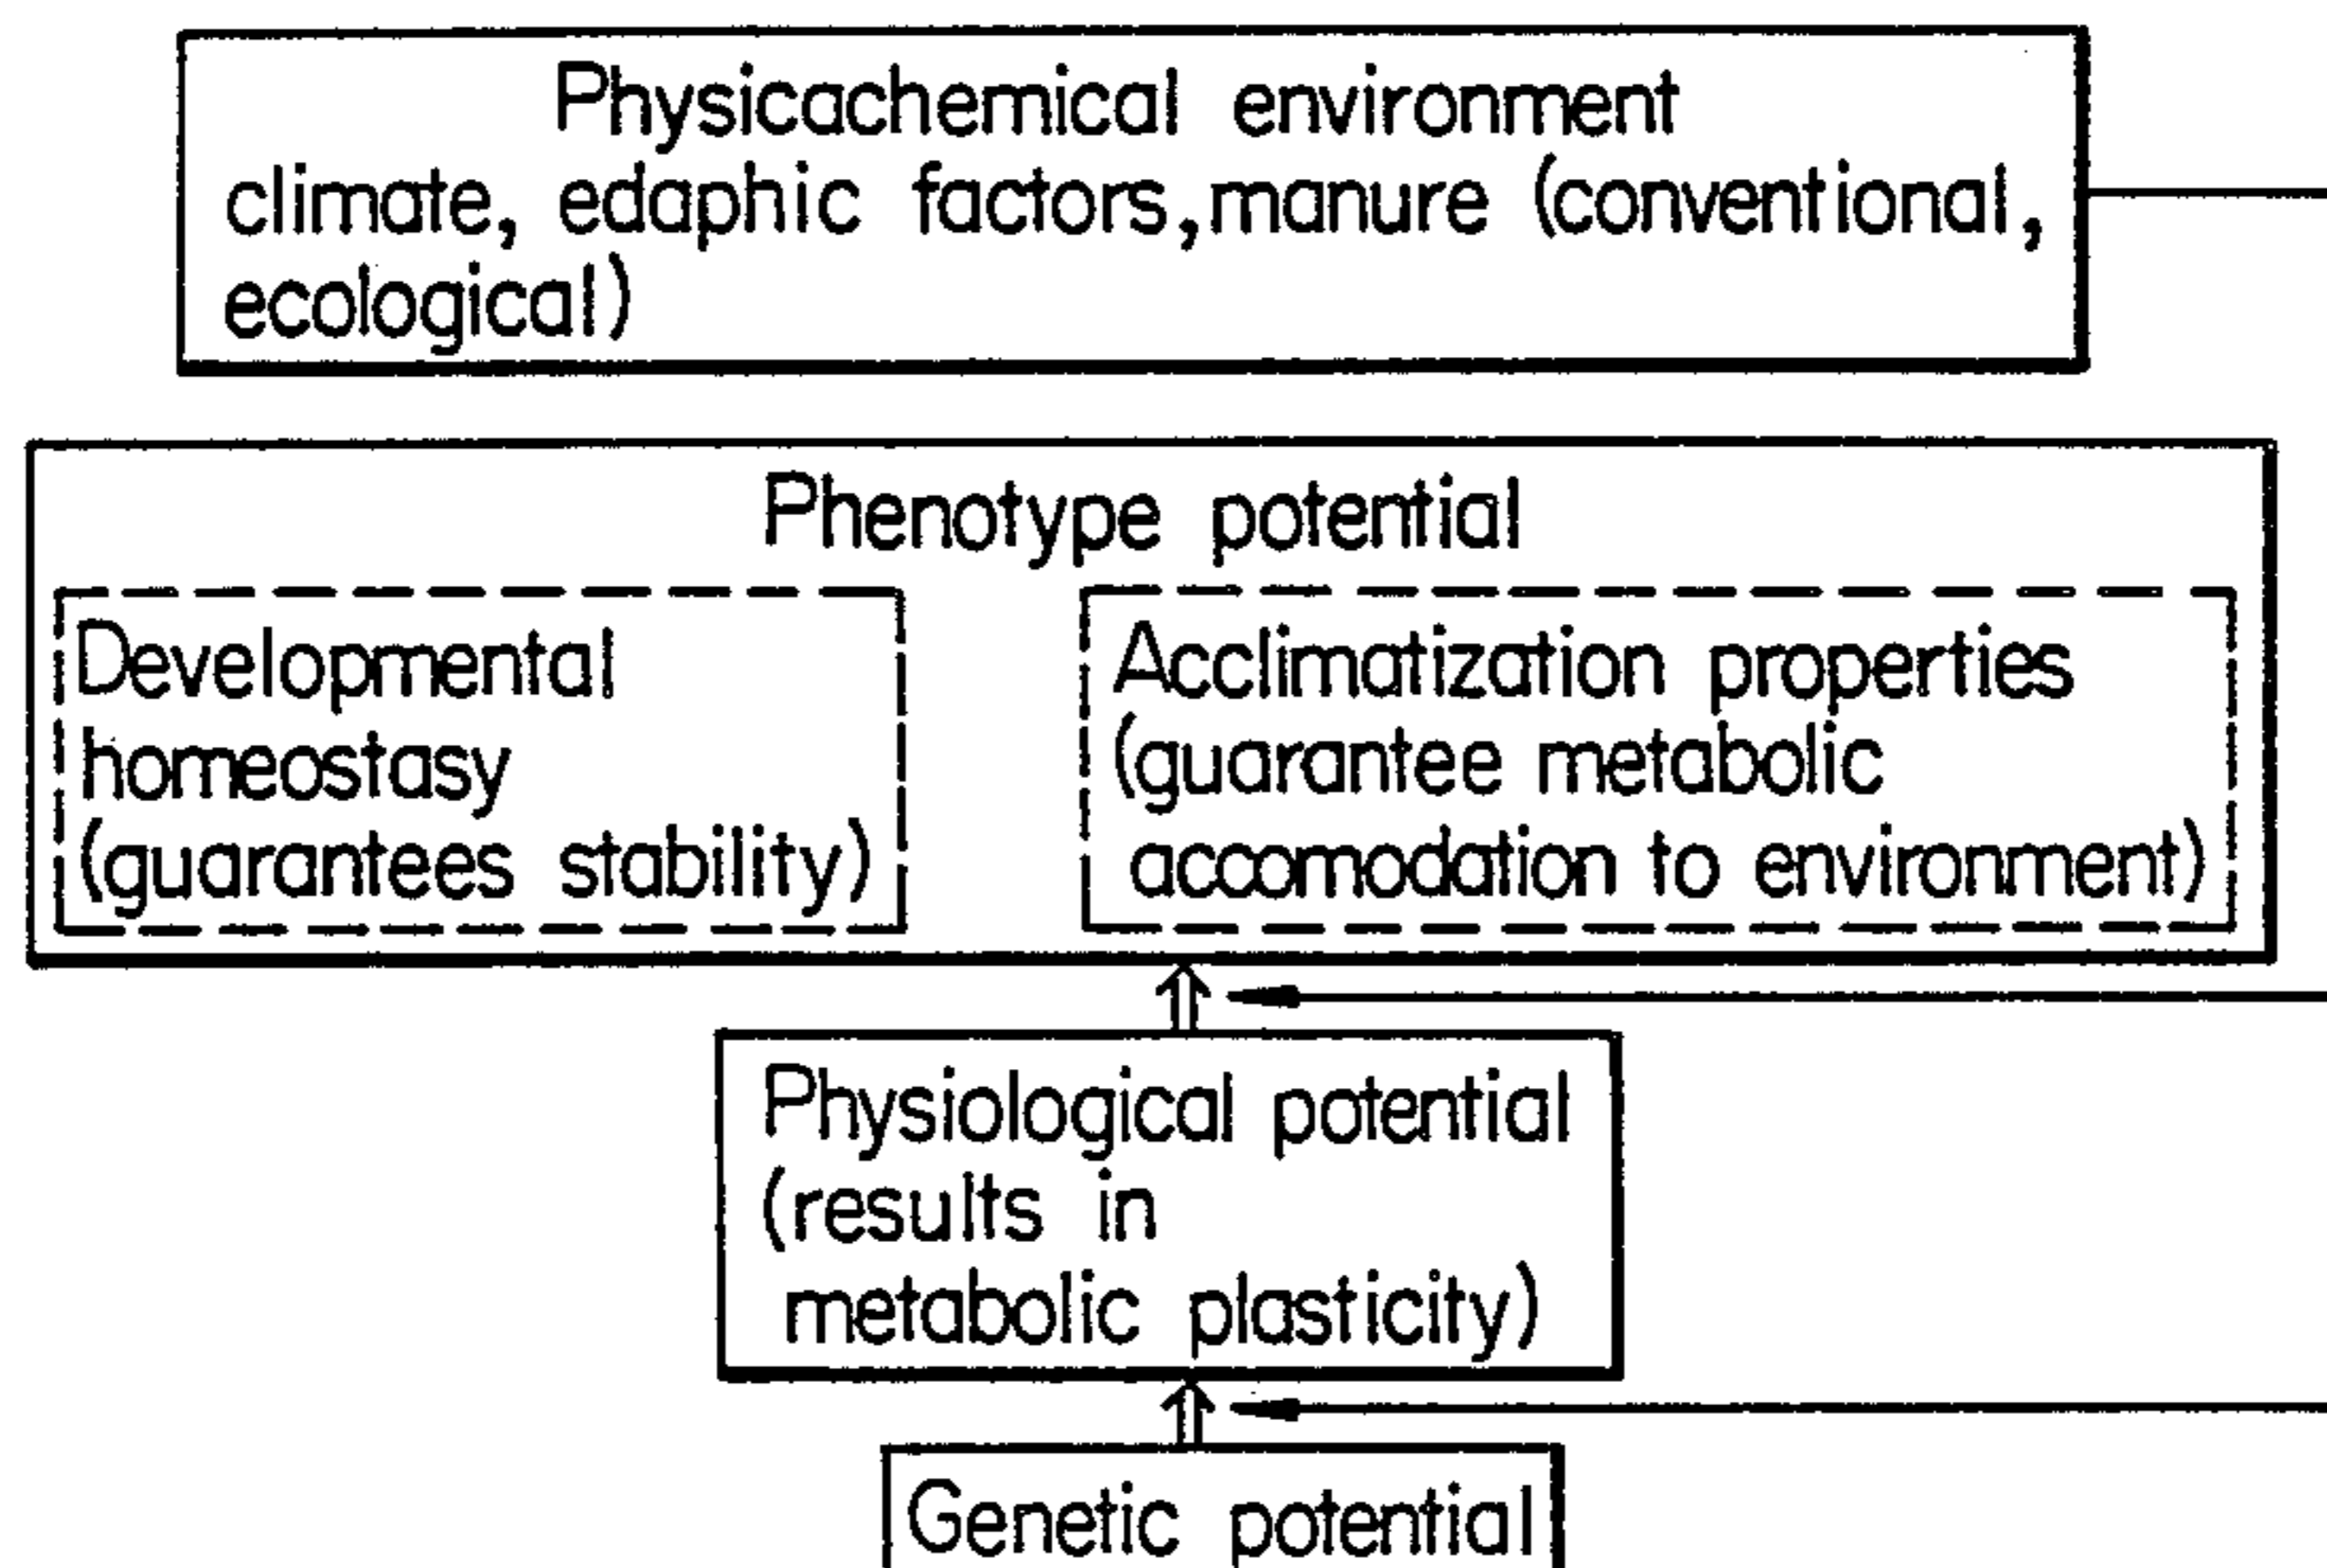 Physicachemical environment
climate, edaphic factors, manure (conventional,
ecological)
Phenotype potential
Developmental
homeostasy
(guarantees stability)
Acclimatization properties
(guarantee metabolic
accomodation to environment)
Physiological potential
(results in
metabolic plasticity)
Genetic potential